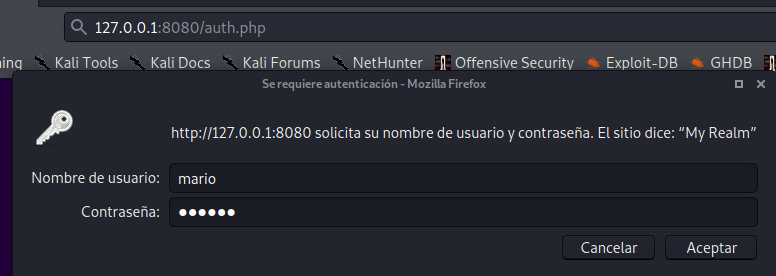 127.0.0.1:8080/auth.php
Kali Tools Kali Docs Kali Forums NetHunter Offensive Security Exploit-DB GHDB
Se requiere autenticación - Mozilla Firefox
http://127.0.0.1:8080 solicita su nombre de usuario y contraseña. El sitio dice: “My Realm”
Nombre de usuario: mario
Contraseña: ●●●●●●
Cancelar Aceptar